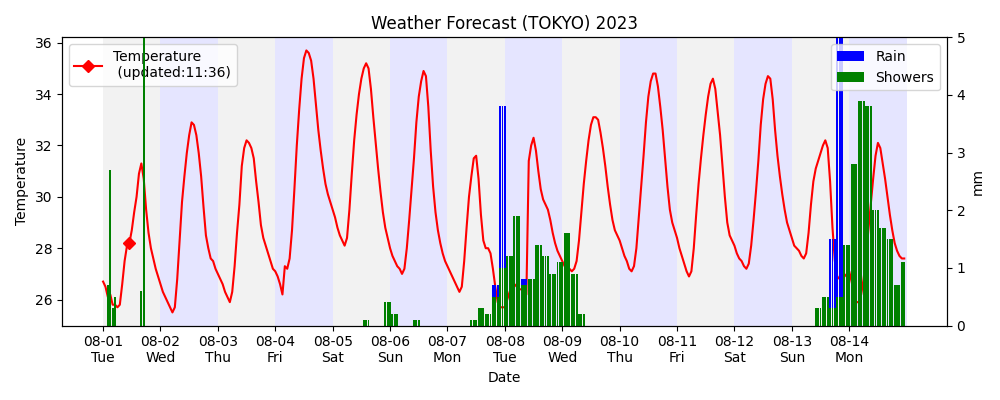 Weather Forecast (TOKYO) 2023
Temperature
(updated:11:36)
Rain
Showers
36
34
32
30
28
26
Temperature
5
4
3
2
1
0
mm
08-01 08-02 08-03 08-04 08-05 08-06 08-07 08-08 08-09 08-10 08-11 08-12 08-13 08-14
Tue Wed Thu Fri Sat Sun Mon Tue Wed Thu Fri Sat Sun Mon
Date